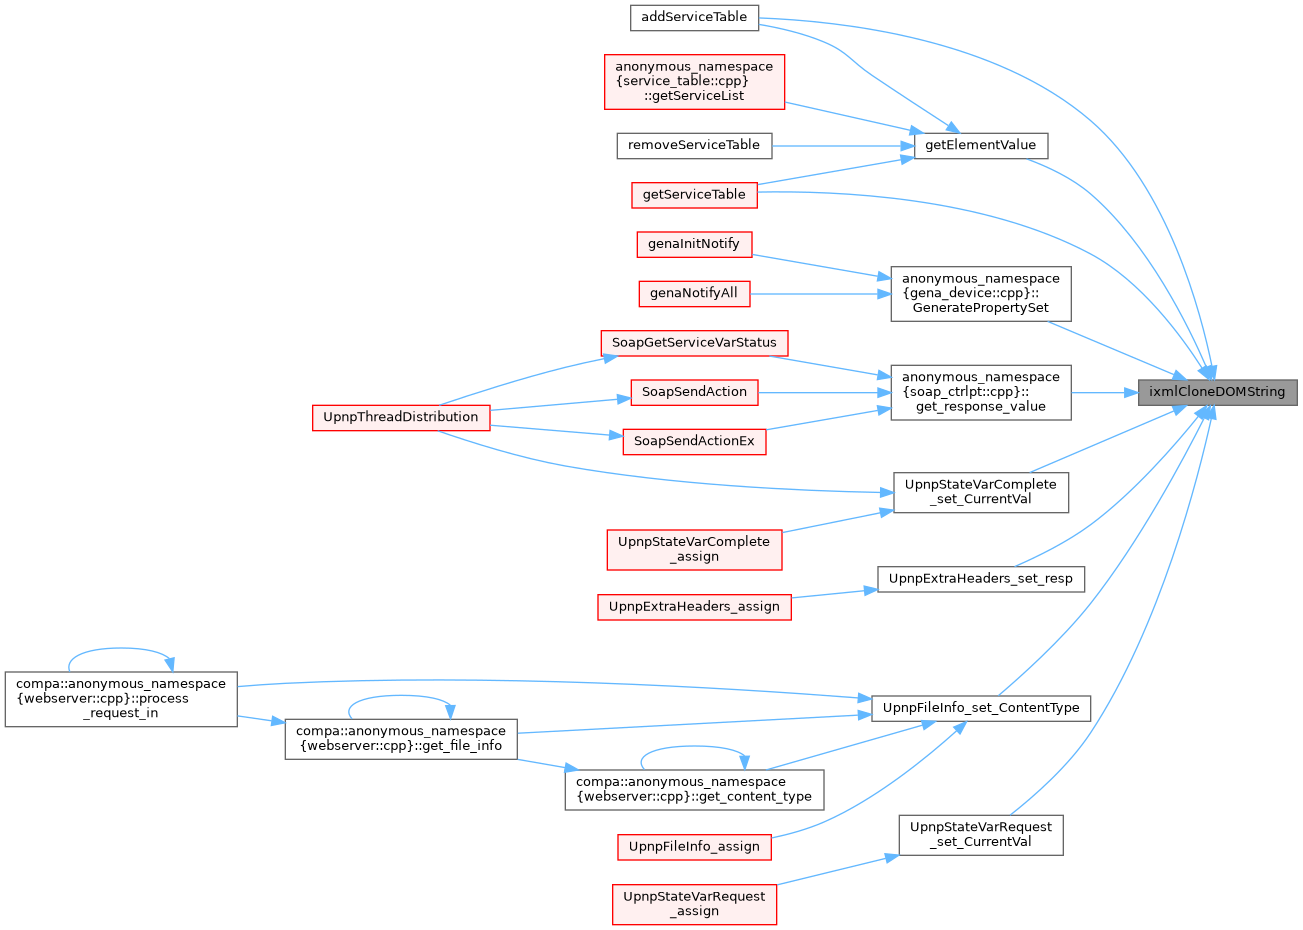 addServiceTable
anonymous_namespace
{service_table::cpp}
::getServiceList
getElementValue
removeServiceTable
getServiceTable
genaInitNotify
anonymous_namespace
{gena_device::cpp}::
GeneratePropertySet
genaNotifyAll
SoapGetServiceVarStatus
anonymous_namespace
{soap_ctrlpt::cpp}::
get_response_value
ixmlCloneDOMString
SoapSendAction
UpnpThreadDistribution
SoapSendActionEx
UpnpStateVarComplete
_set_CurrentVal
UpnpStateVarComplete
_assign
UpnpExtraHeaders_set_resp
UpnpExtraHeaders_assign
compa::anonymous_namespace
{webserver::cpp}::process
_request_in
UpnpFileInfo_set_ContentType
compa::anonymous_namespace
{webserver::cpp}::get_file_info
compa::anonymous_namespace
{webserver::cpp}::get_content_type
UpnpStateVarRequest
_set_CurrentVal
UpnpFileInfo_assign
UpnpStateVarRequest
_assign